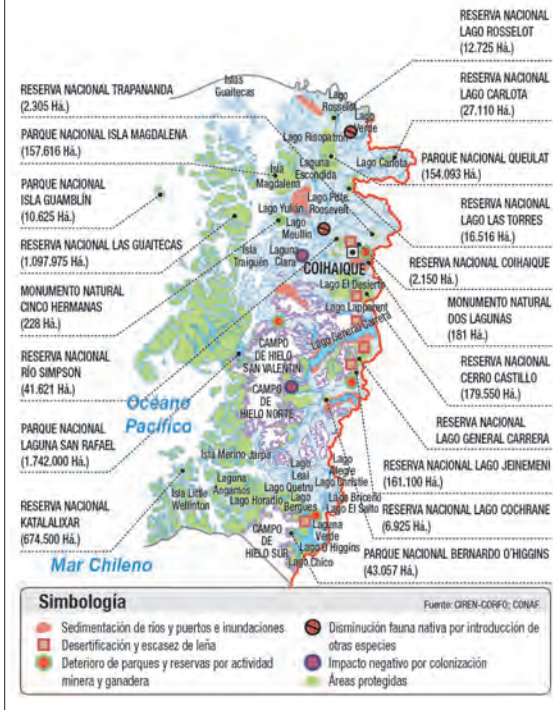 RESERVA NACIONAL
LAGO ROSSELOT
(12.725 Há.)
RESERVA NACIONAL
LAGO CARLOTA
(27.110 Há.)
PARQUE NACIONAL QUEULAT
(154.093 Há.)
RESERVA NACIONAL
LAGO LAS TORRES
(16.516 Há.)
RESERVA NACIONAL COIHAIQUE
(2.150 Há.)
MONUMENTO NATURAL
DOS LAGUNAS
(181 Há.)
RESERVA NACIONAL
CERRO CASTILLO
(179.550 Há.)
RESERVA NACIONAL
LAGO GENERAL CARRERA
RESERVA NACIONAL LAGO JEINEMENI
(161.100 Há.)
RESERVA NACIONAL LAGO COCHRANE
(6.925 Há.)
PARQUE NACIONAL BERNARDO O'HIGGINS
(43.057 Há.)
RESERVA NACIONAL TRAPANANDA
(2.305 Há.)
PARQUE NACIONAL ISLA MAGDALENA
(157.616 Há.)
PARQUE NACIONAL
ISLA GUAMBLÍN
(10.625 Há.)
RESERVA NACIONAL LAS GUAITECAS
(1.097.975 Há.)
MONUMENTO NATURAL
CINCO HERMANAS
(228 Há.)
RESERVA NACIONAL
RÍO SIMPSON
(41.621 Há.)
PARQUE NACIONAL
LAGUNA SAN RAFAEL
(1.742.000 Há.)
RESERVA NACIONAL
KATALALIXAR
(674.500 Há.)
Islas
Guaitecas
Lago
Rosselot
Lago
Verde
Lago Risopatron
Laguna
Escondida
Lago Carlota
Isla
Magdalena
Lago Pdte.
Roosevelt
Lago Yulián
Lago
Meullin
Isla
Traiguén
Laguna
Clara
COIHAIQUE
Lago El Desierto
Lago Lapparent
Lago General Carrera
CAMPO
DE HIELO
SAN VALENTÍN
CAMPO
DE
HIELO NORTE
Océano
Pacífico
Isla Merino Jarpa
Lago
Leal
Lago
Alegre
Lago Christie
Laguna
Angamos
Lago Quetru
Isla Little
Wellington
Lago Horadio
Lago
Bergues
Lago Briceño
Lago El Salto
Laguna
Verde
CAMPO
DE
HIELO SUR
Lago O'Higgins
Lago Chico
Mar Chileno
Simbología
Fuente: CIREN-CORFO; CONAF.
Sedimentación de ríos y puertos e inundaciones
Desertificación y escasez de leña
Deterioro de parques y reservas por actividad
minera y ganadera
Disminución fauna nativa por introducción de
otras especies
Impacto negativo por colonización
Áreas protegidas